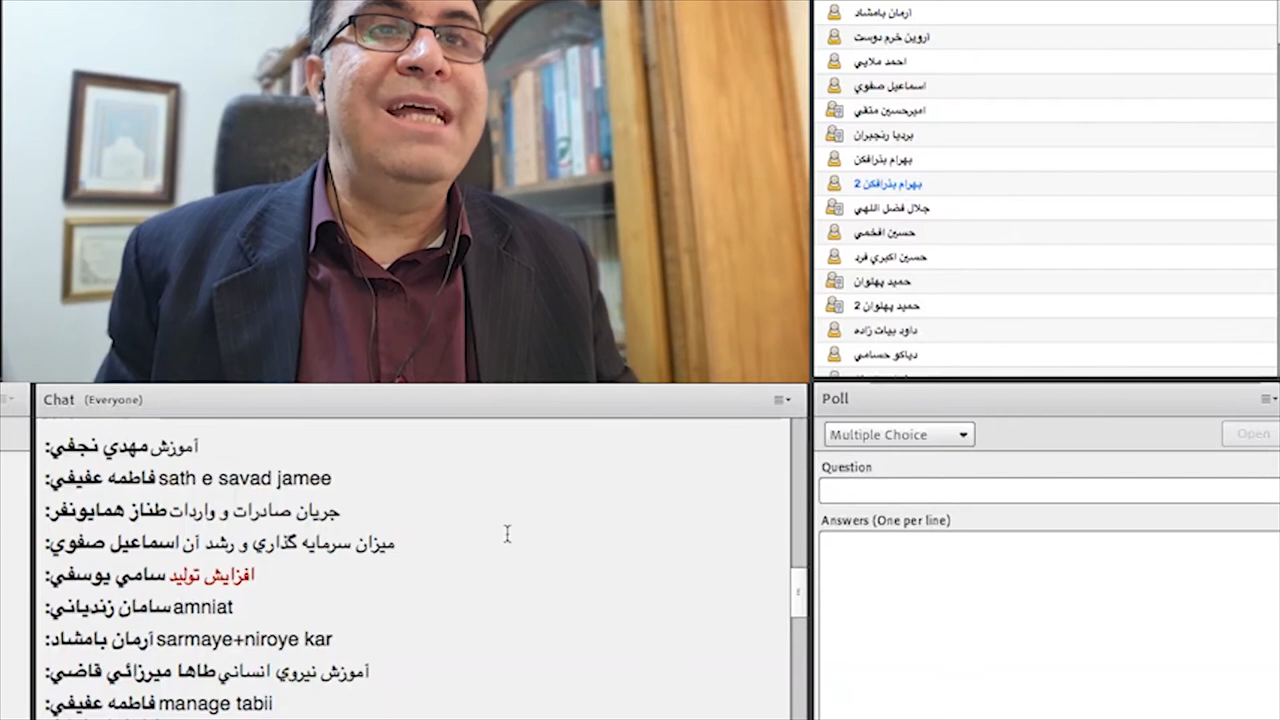 آرمان بامشاد
آروين خرم دوست
احمد ملايي
اسماعيل صفوي
اميرحسين متقي
برديا رنجبران
بهرام بذرافكن
بهرام بذرافكن 2
جلال فضل اللهي
حسين افخمي
حسين اكبري فرد
حميد پهلوان
حميد پهلوان 2
داود بيات زاده
دياكو حسامي
Chat (Everyone)
مهدي نجفي: آموزش
فاطمه عفيفي: sath e savad jamee
طناز همايونفر: جريان صادرات و واردات
اسماعيل صفوي: ميزان سرمايه گذاري و رشد آن
سامي يوسفي: افزايش توليد
سامان زندياني: amniat
آرمان بامشاد: sarmaye+niroye kar
طاها ميرزائي قاضي: آموزش نيروي انساني
فاطمه عفيفي: manage tabii
Poll
Multiple Choice
Open
Question
Answers (One per line)